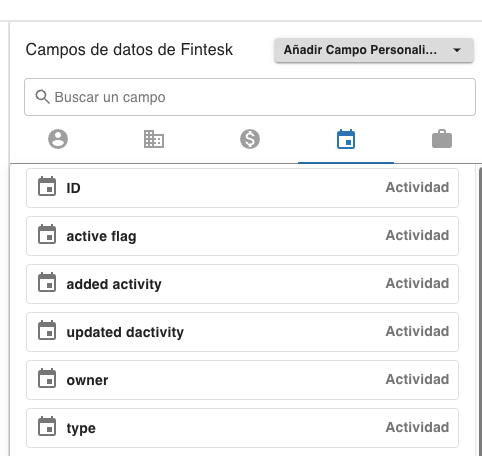 Campos de datos de Fintesk
Añadir Campo Personali...
Buscar un campo
ID Actividad
active flag Actividad
added activity Actividad
updated dactivity Actividad
owner Actividad
type Actividad